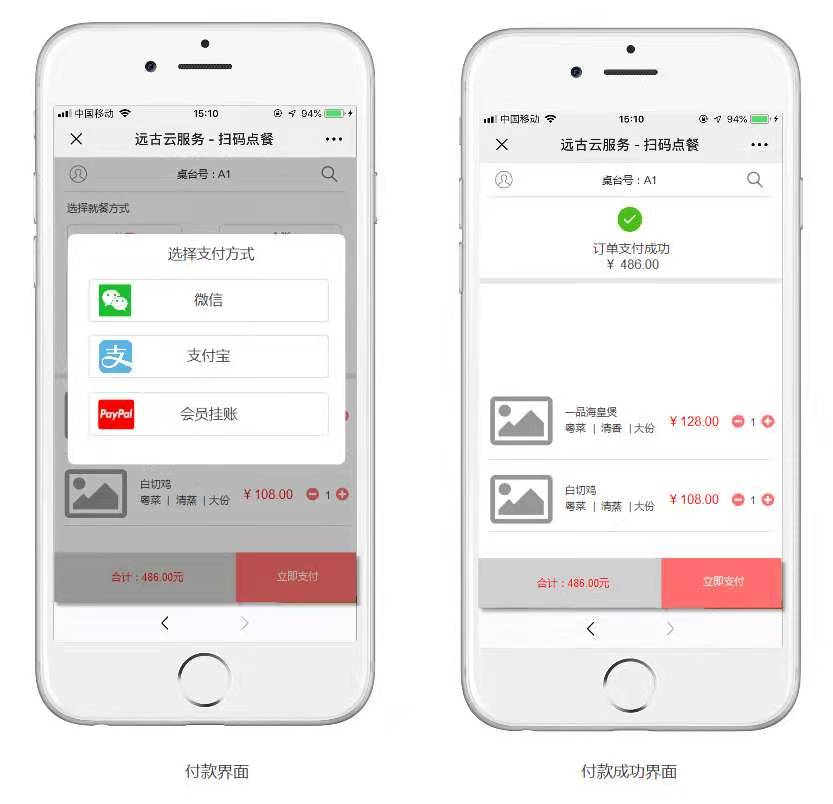 中国移动 15:10 94%
远古云服务 - 扫码点餐
桌台号：A1
选择就餐方式
选择支付方式
微信
支 支付宝
PayPal 会员挂账
白切鸡
粤菜 | 清蒸 | 大份 ¥ 108.00 1
合计：486.00元 立即支付
付款界面
中国移动 15:10 94%
远古云服务 - 扫码点餐
桌台号：A1
订单支付成功
¥ 486.00
一品海皇煲
粤菜 | 清香 | 大份 ¥ 128.00 1
白切鸡
粤菜 | 清蒸 | 大份 ¥ 108.00 1
合计：486.00元 立即支付
付款成功界面